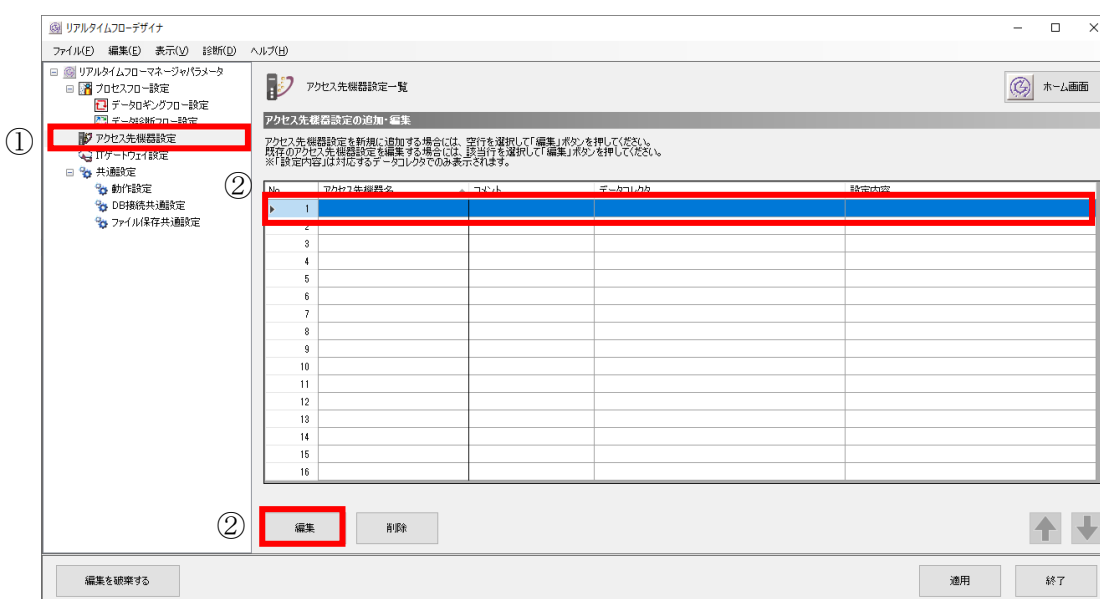 リアルタイムフローデザイナ
ファイル(F) 編集(E) 表示(V) 診断(D) ヘルプ(H)
リアルタイムフローマネージャパラメータ
プロセスフロー設定
データロギングフロー設定
データ診断フロー設定
① アクセス先機器設定
ITゲートウェイ設定
共通設定
動作設定
DB接続共通設定
ファイル保存共通設定
アクセス先機器設定一覧
ホーム画面
アクセス先機器設定の追加・編集
アクセス先機器設定を新規に追加する場合には、空行を選択して「編集」ボタンを押してください。
既存のアクセス先機器設定を編集する場合には、該当行を選択して「編集」ボタンを押してください。
※「設定内容」は対応するデータコレクタでのみ表示されます。
②
No. アクセス先機器名 コメント データコレクタ 設定内容
1
2
3
4
5
6
7
8
9
10
11
12
13
14
15
16
② 編集 削除
編集を破棄する 適用 終了